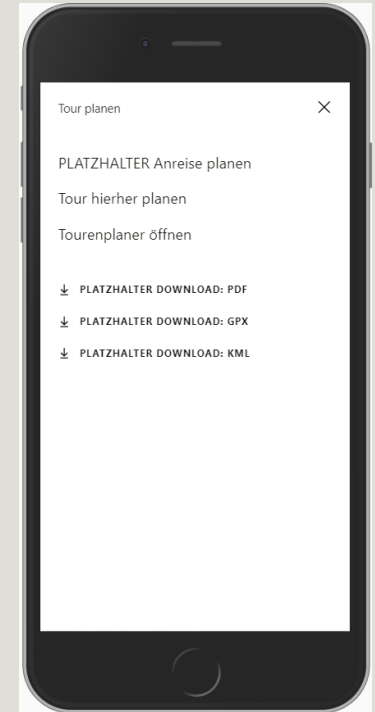 Tour planen
PLATZHALTER Anreise planen
Tour hierher planen
Tourenplaner öffnen
PLATZHALTER DOWNLOAD: PDF
PLATZHALTER DOWNLOAD: GPX
PLATZHALTER DOWNLOAD: KML